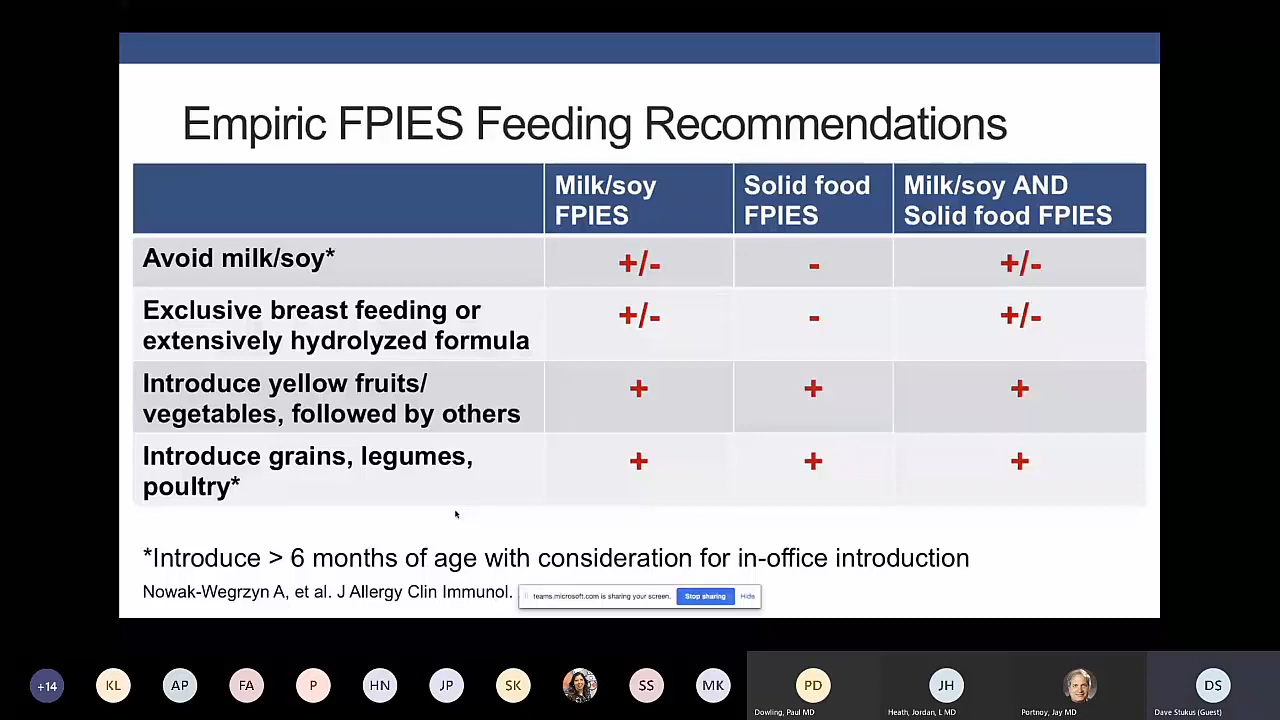 Empiric FPIES Feeding Recommendations
Milk/soy
FPIES
Solid food
FPIES
Milk/soy AND
Solid food FPIES
Avoid milk/soy*
+/-
-
+/-
Exclusive breast feeding or
extensively hydrolyzed formula
+/-
-
+/-
Introduce yellow fruits/
vegetables, followed by others
+
+
+
Introduce grains, legumes,
poultry*
+
+
+
*Introduce > 6 months of age with consideration for in-office introduction
Nowak-Wegrzyn A, et al. J Allergy Clin Immunol.
teams.microsoft.com is sharing your screen.
Stop sharing
Hide
+14
KL
AP
FA
P
HN
JP
SK
SS
MK
PD
JH
DS
Dowling, Paul MD
Heath, Jordan, L MD
Portnoy, Jay MD
Dave Stukus (Guest)